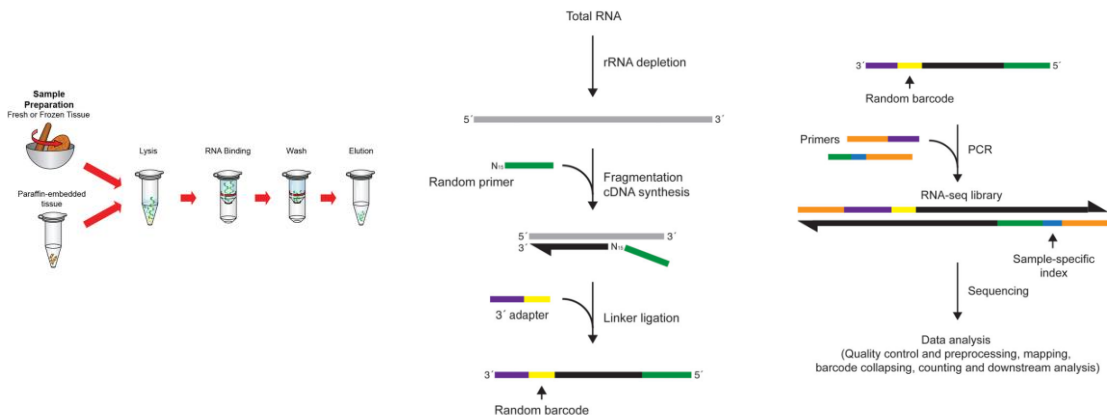 Sample
Preparation
Fresh or Frozen Tissue
Paraffin-embedded
tissue
Lysis
RNA Binding
Wash
Elution
Total RNA
rRNA depletion
5´ 3´
N₁₅
Random primer
Fragmentation
cDNA synthesis
5´
3´ N₁₅
3´ adapter
Linker ligation
3´ 5´
Random barcode
3´ 5´
Random barcode
Primers
PCR
RNA-seq library
Sample-specific
index
Sequencing
Data analysis
(Quality control and preprocessing, mapping,
barcode collapsing, counting and downstream analysis)